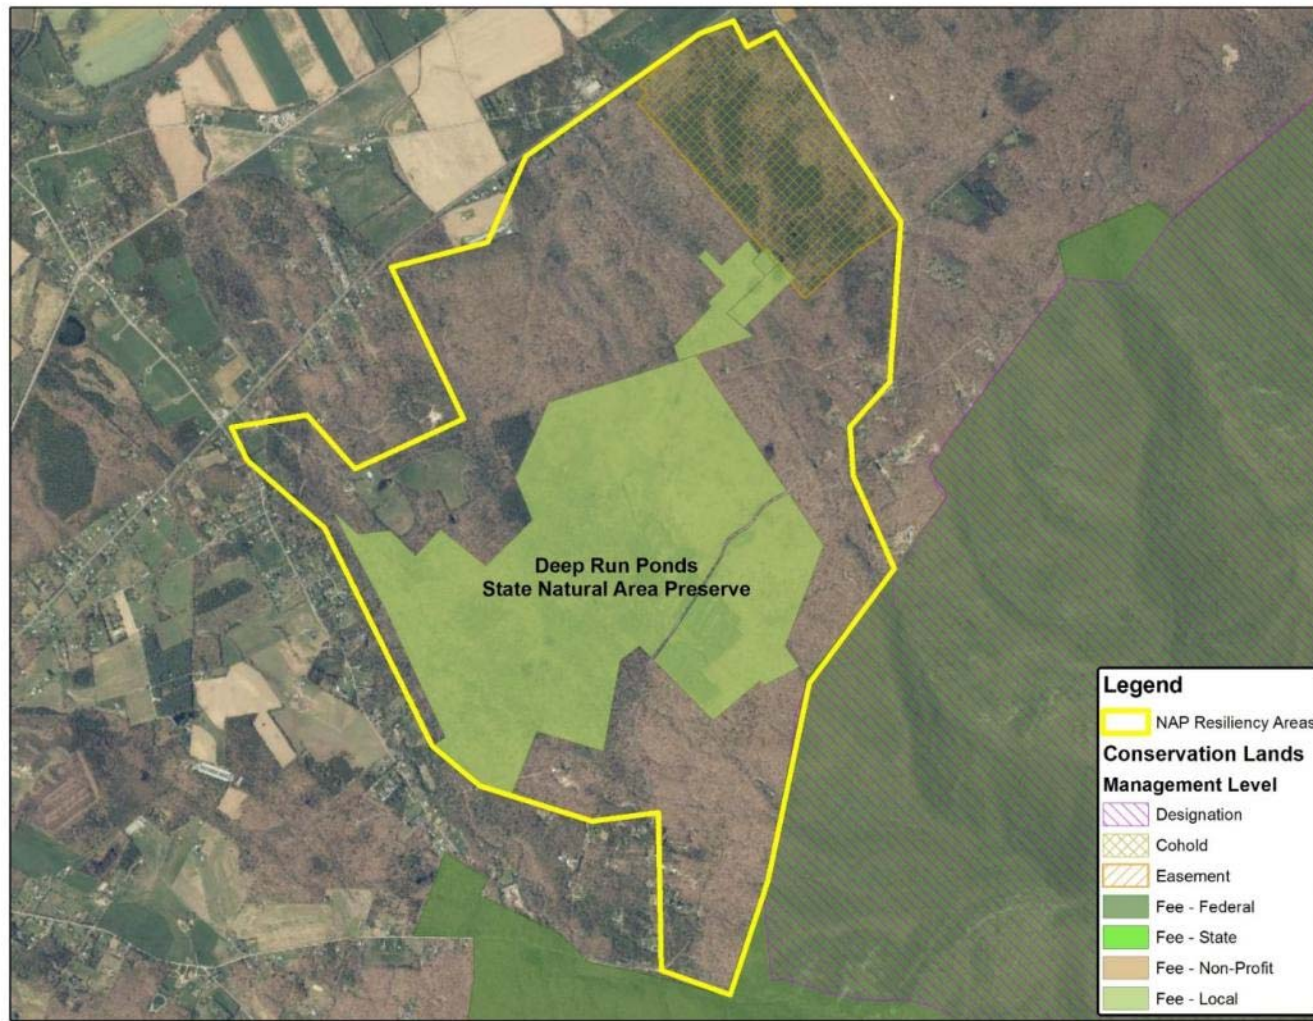 Deep Run Ponds
State Natural Area Preserve
Legend
NAP Resiliency Areas
Conservation Lands
Management Level
Designation
Cohold
Easement
Fee - Federal
Fee - State
Fee - Non-Profit
Fee - Local